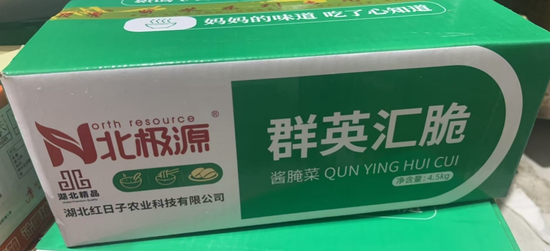 妈妈的味道 吃了心知道
North resource
北极源®
湖北精品
湖北红日子农业科技有限公司
群英汇脆
酱腌菜 QUN YING HUI CUI
净含量: 4.5kg